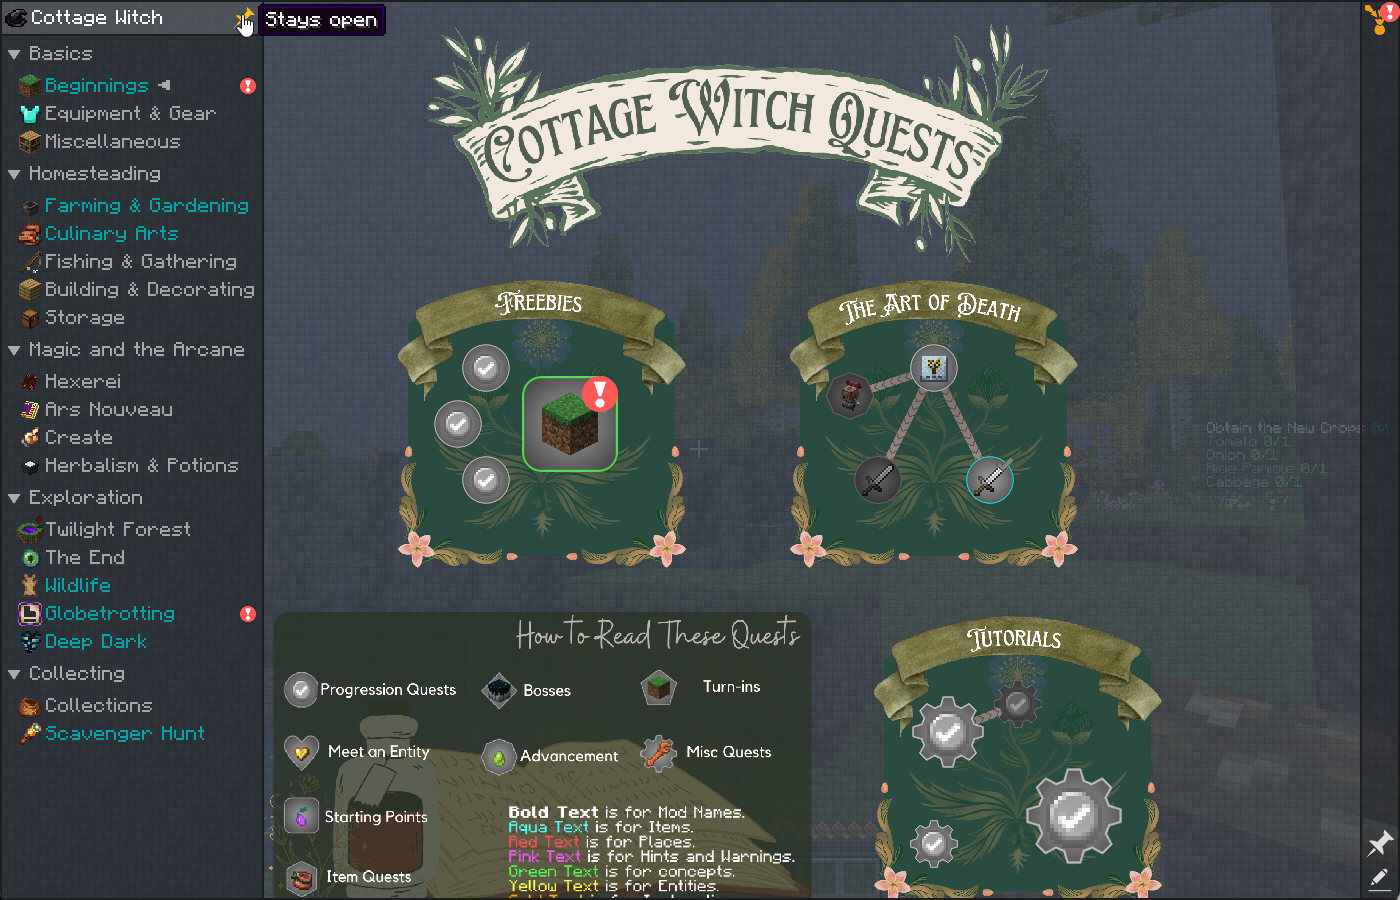 Cottage Witch
Stays open
Basics
Beginnings
Equipment & Gear
Miscellaneous
Homesteading
Farming & Gardening
Culinary Arts
Fishing & Gathering
Building & Decorating
Storage
Magic and the Arcane
Hexerei
Ars Nouveau
Create
Herbalism & Potions
Exploration
Twilight Forest
The End
Wildlife
Globetrotting
Deep Dark
Collecting
Collections
Scavenger Hunt
Cottage Witch Quests
Freebies
The Art of Death
Obtain the New Crops
Tomato 0/1
Onion 0/1
Rice Panicle 0/1
Cabbage 0/1
How to Read These Quests
Progression Quests
Bosses
Turn-ins
Meet an Entity
Advancement
Misc Quests
Starting Points
Item Quests
Bold Text is for Mod Names.
Aqua Text is for Items.
Red Text is for Places.
Pink Text is for Hints and Warnings.
Green Text is for concepts.
Yellow Text is for Entities.
Tutorials